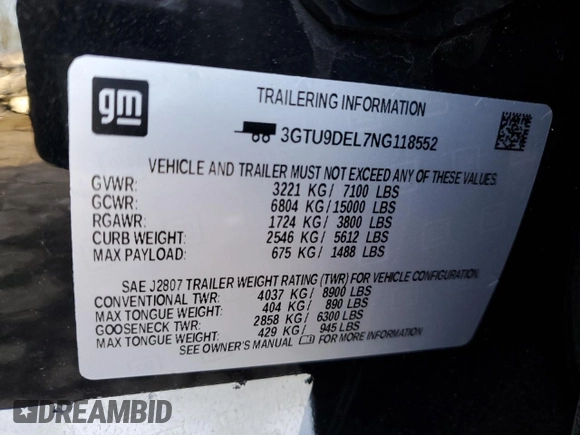 gm
TRAILERING INFORMATION
3GTU9DEL7NG118552
VEHICLE AND TRAILER MUST NOT EXCEED ANY OF THESE VALUES.
GVWR: 3221 KG/ 7100 LBS
GCWR: 6804 KG/15000 LBS
RGAWR: 1724 KG/ 3800 LBS
CURB WEIGHT: 2546 KG/ 5612 LBS
MAX PAYLOAD: 675 KG/ 1488 LBS
SAE J2807 TRAILER WEIGHT RATING (TWR) FOR VEHICLE CONFIGURATION.
CONVENTIONAL TWR: 4037 KG/ 8900 LBS
MAX TONGUE WEIGHT: 404 KG/ 890 LBS
GOOSENECK TWR: 2858 KG/ 6300 LBS
MAX TONGUE WEIGHT: 429 KG/ 945 LBS
SEE OWNER'S MANUAL FOR MORE INFORMATION.
DREAMBID